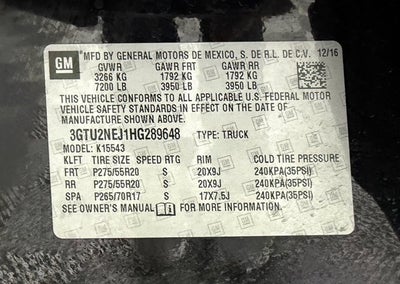 GM MFD BY GENERAL MOTORS DE MEXICO, S. DE R.L. DE C.V. 12/16
GVWR GAWR FRT GAWR RR
3266 KG 1792 KG 1792 KG
7200 LB 3950 LB 3950 LB
THIS VEHICLE CONFORMS TO ALL APPLICABLE U.S. FEDERAL MOTOR
VEHICLE SAFETY STANDARDS IN EFFECT ON THE DATE OF
MANUFACTURE SHOWN ABOVE.
3GTU2NEJ1HG289648 TYPE: TRUCK
MODEL: K15543
KLFT TIRE SIZE SPEED RTG RIM COLD TIRE PRESSURE
FRT P275/55R20 S 20X9J 240KPA(35PSI)
RR P275/55R20 S 20X9J 240KPA(35PSI)
SPA P265/70R17 S 17X7.5J 240KPA(35PSI)
SEE OWNER'S MANUAL FOR MORE INFORMATION.